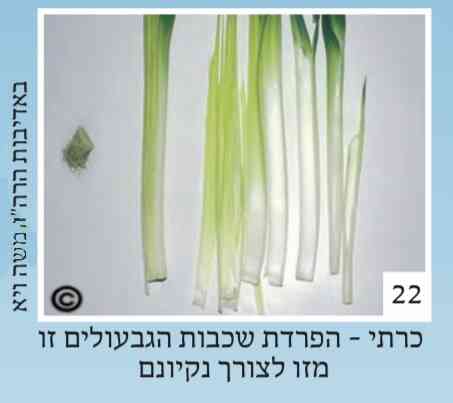 באדיבות הרה"ג משה ויא
©
22
כרתי - הפרדת שכבות הגבעולים זו
מזו לצורך נקיונם